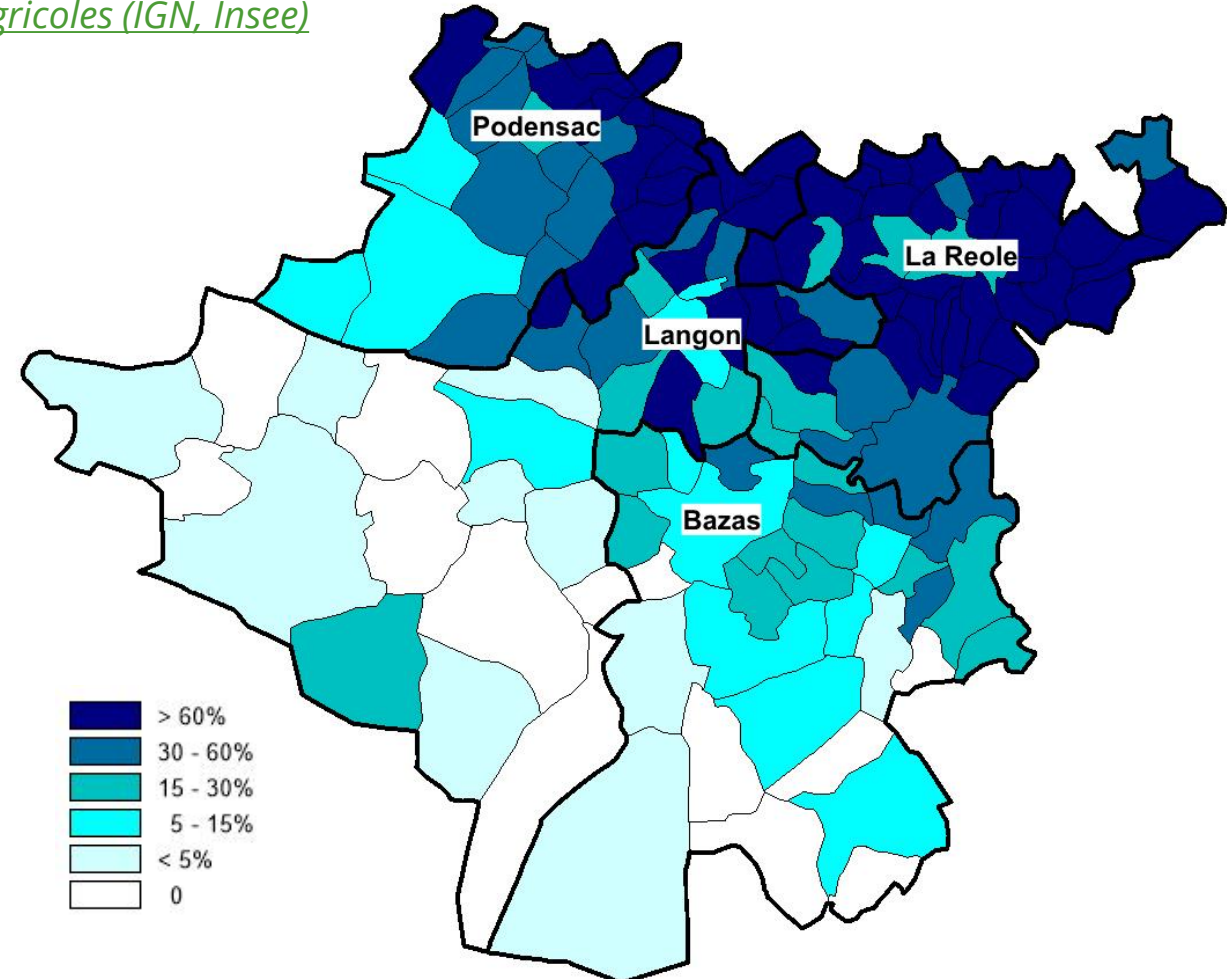 gricoles (IGN, Insee)
Podensac
La Reole
Langon
Bazas
> 60%
30 - 60%
15 - 30%
5 - 15%
< 5%
0